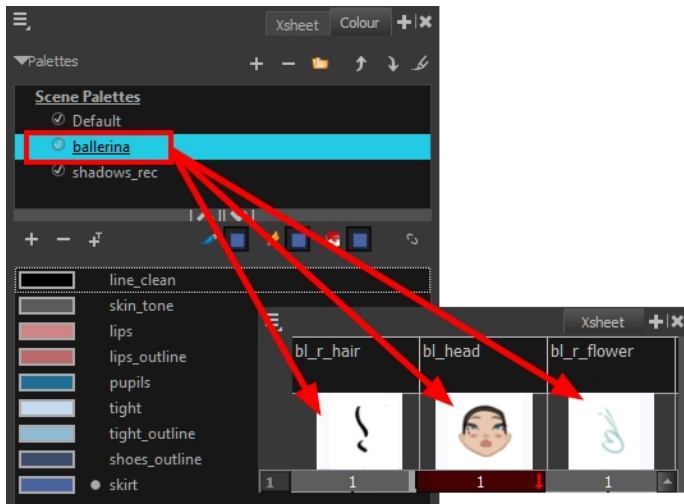 Xsheet Colour
Palettes
Scene Palettes
Default
ballerina
shadows_rec
line_clean
skin_tone
lips
lips_outline
pupils
tight
tight_outline
shoes_outline
skirt
Xsheet
bl_r_hair bl_head bl_r_flower
1 1 1 1